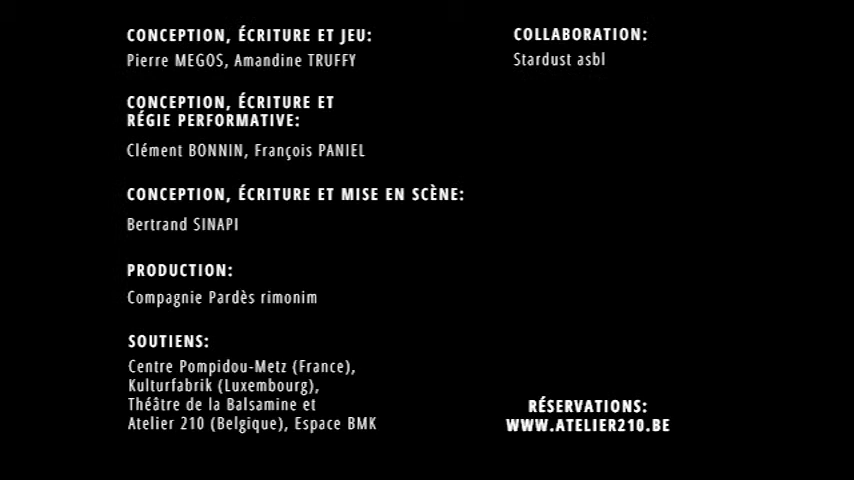 CONCEPTION, ÉCRITURE ET JEU:
Pierre MEGOS, Amandine TRUFFY
CONCEPTION, ÉCRITURE ET
RÉGIE PERFORMATIVE:
Clément BONNIN, François PANIEL
CONCEPTION, ÉCRITURE ET MISE EN SCÈNE:
Bertrand SINAPI
PRODUCTION:
Compagnie Pardès rimonim
SOUTIENS:
Centre Pompidou-Metz (France),
Kulturfabrik (Luxembourg),
Théâtre de la Balsamine et
Atelier 210 (Belgique), Espace BMK
COLLABORATION:
Stardust asbl
RÉSERVATIONS:
WWW.ATELIER210.BE